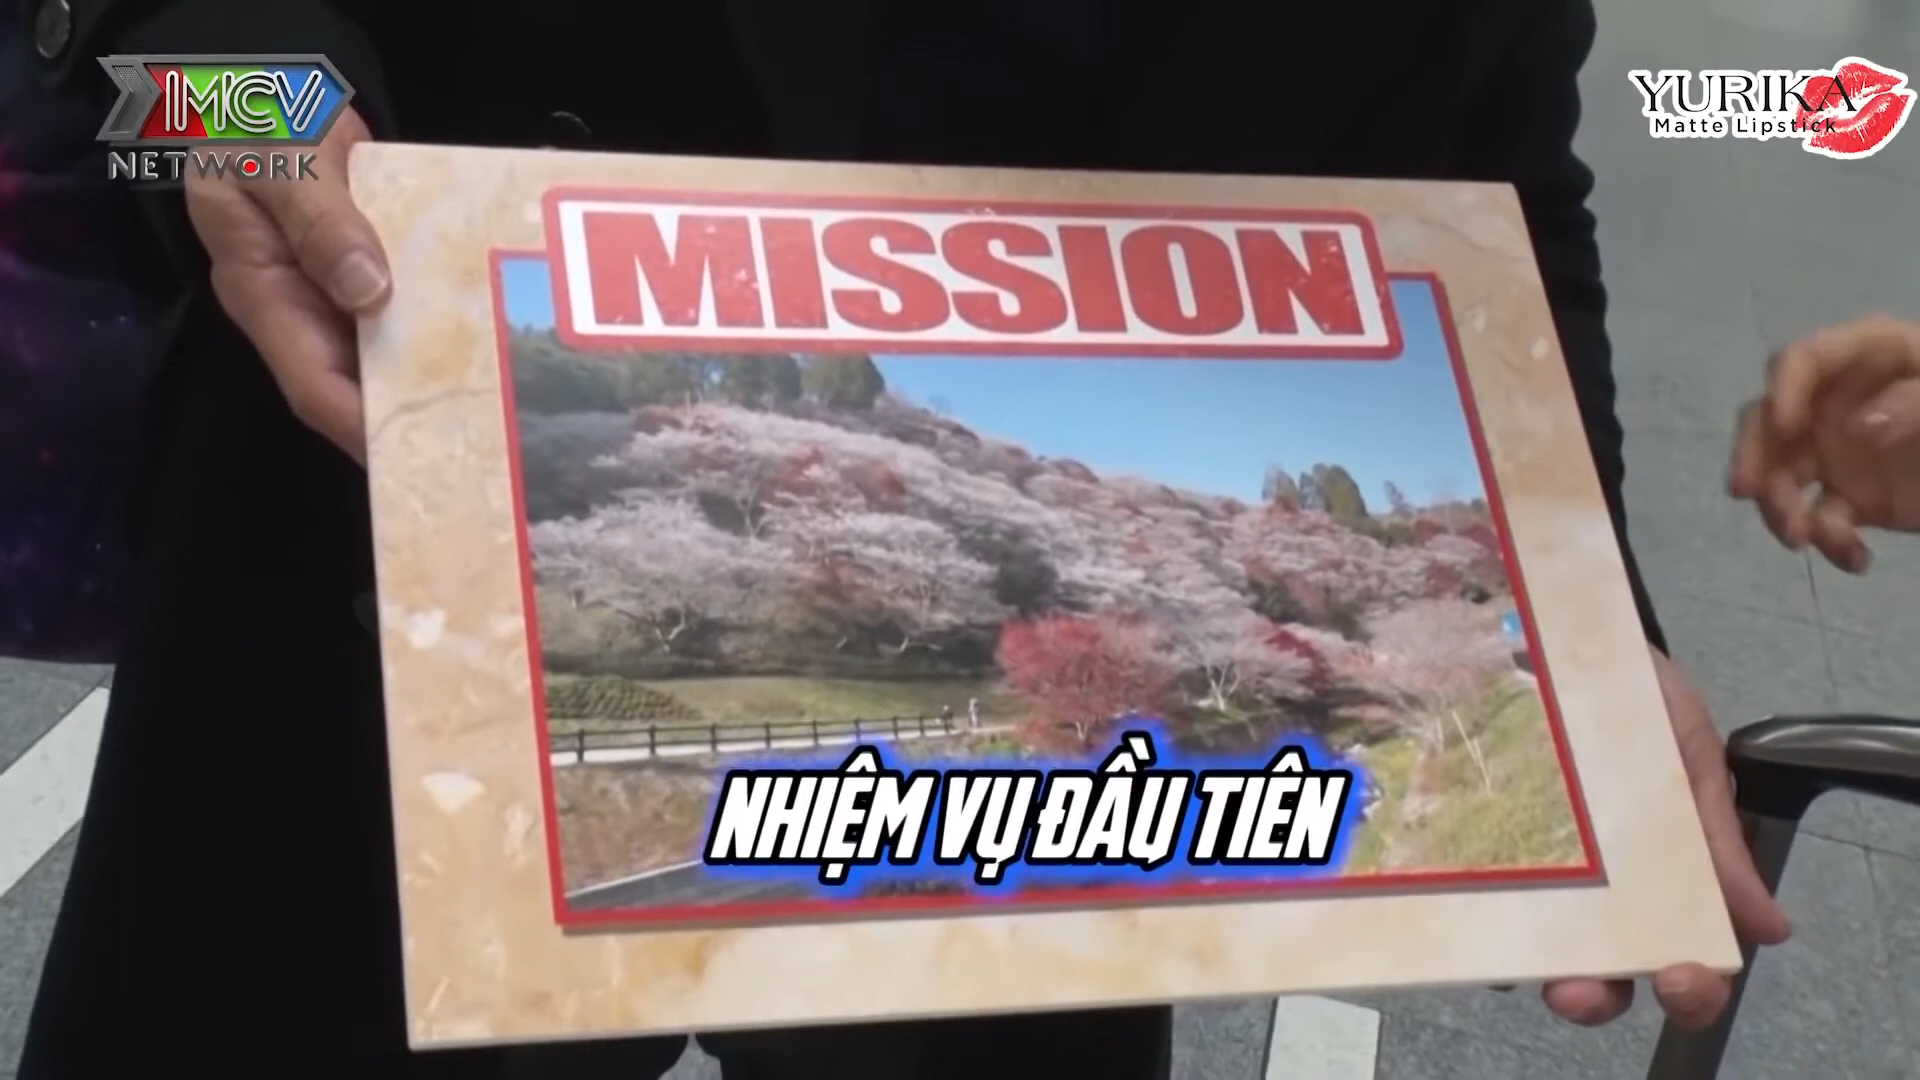 MCV
NETWORK
YURIKA
Matte Lipstick
MISSION
NHIỆM VỤ ĐẦU TIÊN